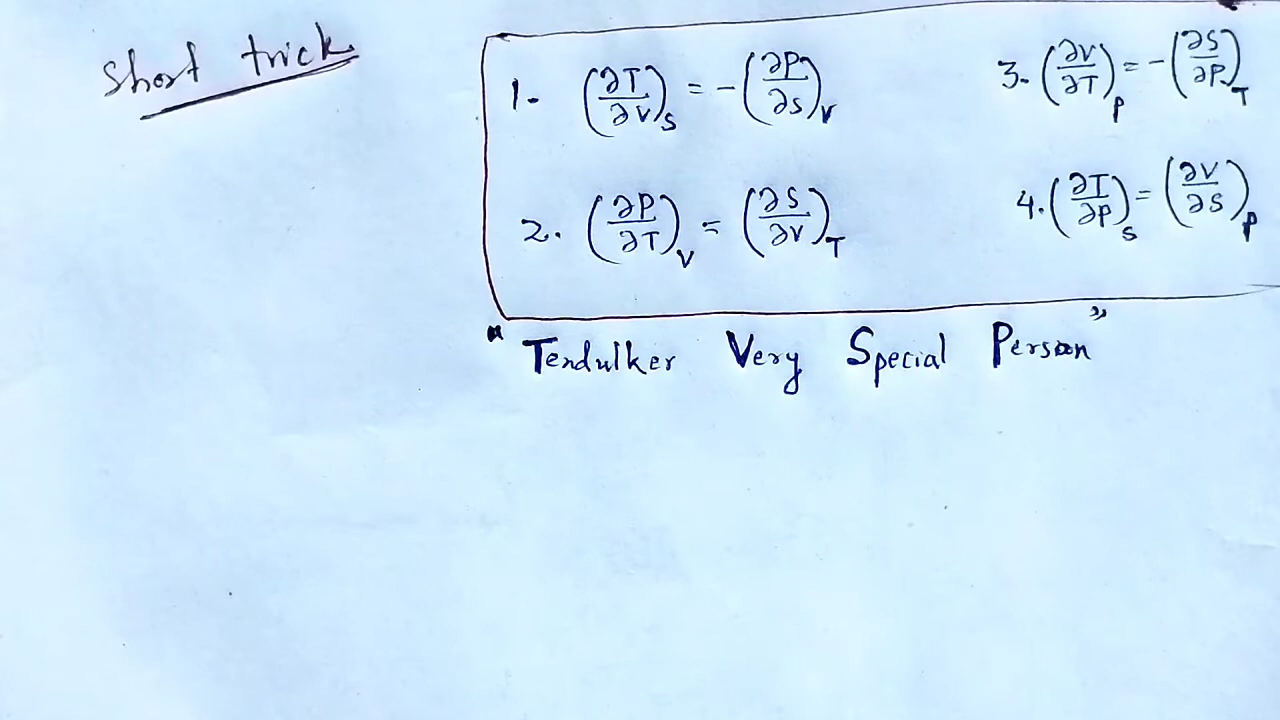 Short trick
1. (∂T/∂V)_S = -(∂P/∂S)_V
3. (∂V/∂T)_P = -(∂S/∂P)_T
2. (∂P/∂T)_V = (∂S/∂V)_T
4. (∂T/∂P)_S = (∂V/∂S)_P
"Tendulker Very Special Person"